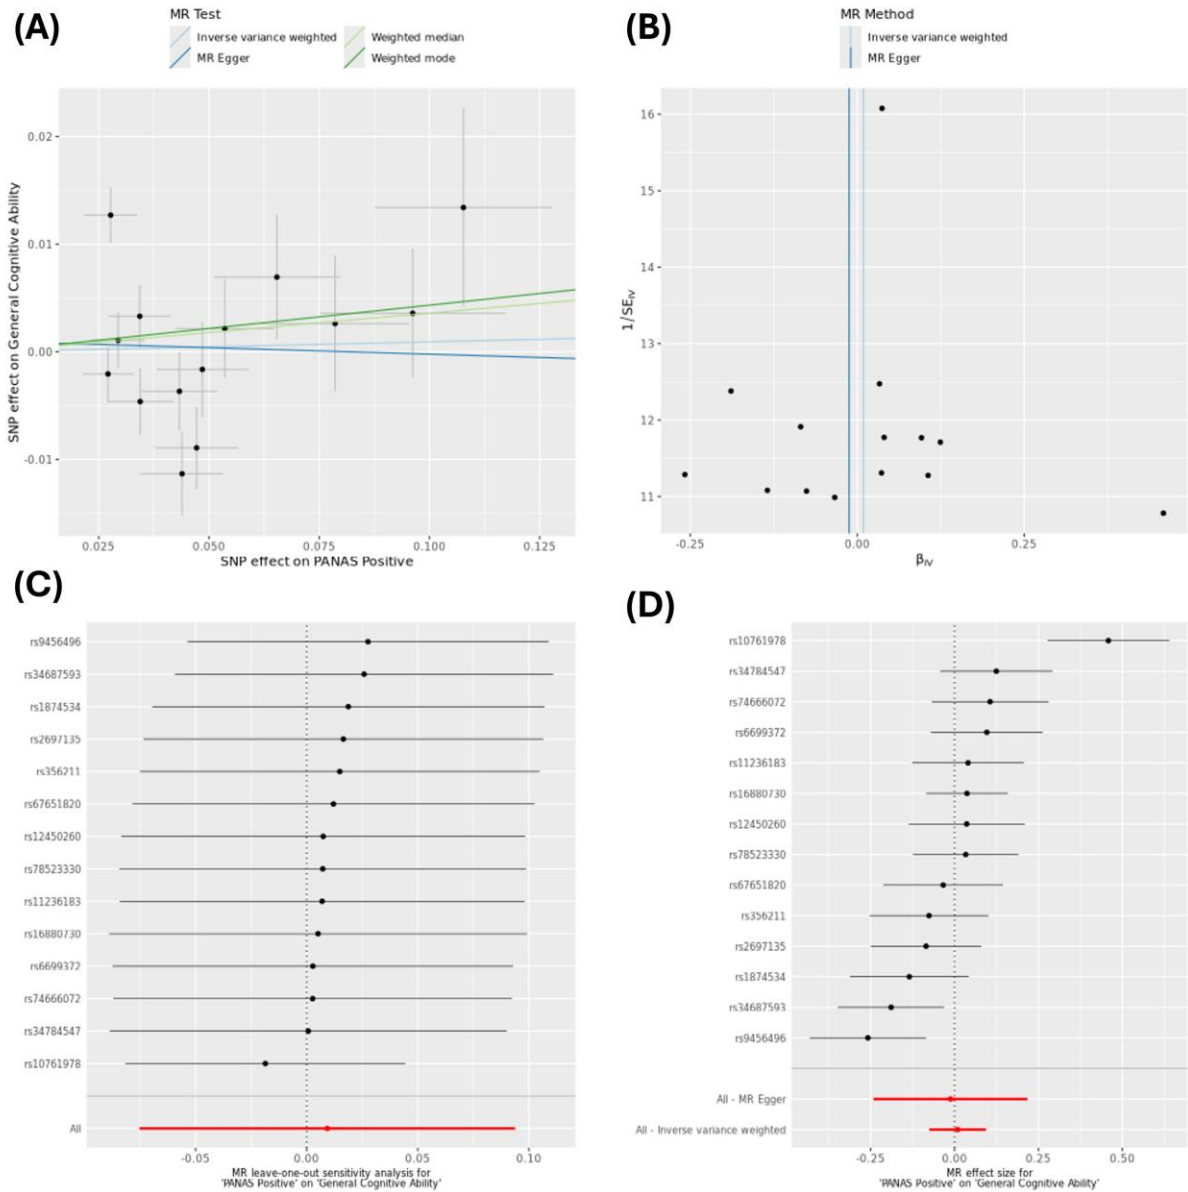 (A)
MR Test
Inverse variance weighted
Weighted median
MR Egger
Weighted mode
SNP effect on General Cognitive Ability
0.02
0.01
0.00
-0.01
0.025
0.050
0.075
0.100
0.125
SNP effect on PANAS Positive
(B)
MR Method
Inverse variance weighted
MR Egger
1/SE_IV
16
15
14
13
12
11
-0.25
0.00
0.25
β_IV
(C)
rs9456496
rs34687593
rs1874534
rs2697135
rs356211
rs67651820
rs12450260
rs78523330
rs11236183
rs16880730
rs6699372
rs74666072
rs34784547
rs10761978
All
-0.05
0.00
0.05
0.10
MR leave-one-out sensitivity analysis for
'PANAS Positive' on 'General Cognitive Ability'
(D)
rs10761978
rs34784547
rs74666072
rs6699372
rs11236183
rs16880730
rs12450260
rs78523330
rs67651820
rs356211
rs2697135
rs1874534
rs34687593
rs9456496
All - MR Egger
All - Inverse variance weighted
-0.25
0.00
0.25
0.50
MR effect size for
'PANAS Positive' on 'General Cognitive Ability'